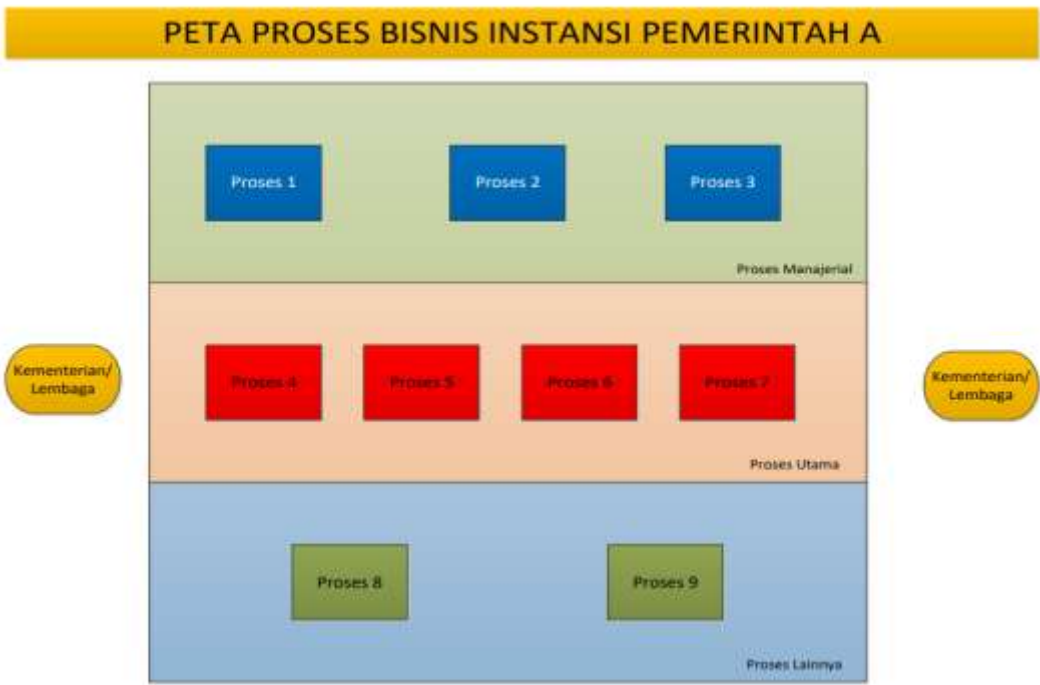 PETA PROSES BISNIS INSTANSI PEMERINTAH A
Proses 1
Proses 2
Proses 3
Proses Manajerial
Kementerian/
Lembaga
Proses 4
Proses 5
Proses 6
Proses 7
Kementerian/
Lembaga
Proses Utama
Proses 8
Proses 9
Proses Lainnya